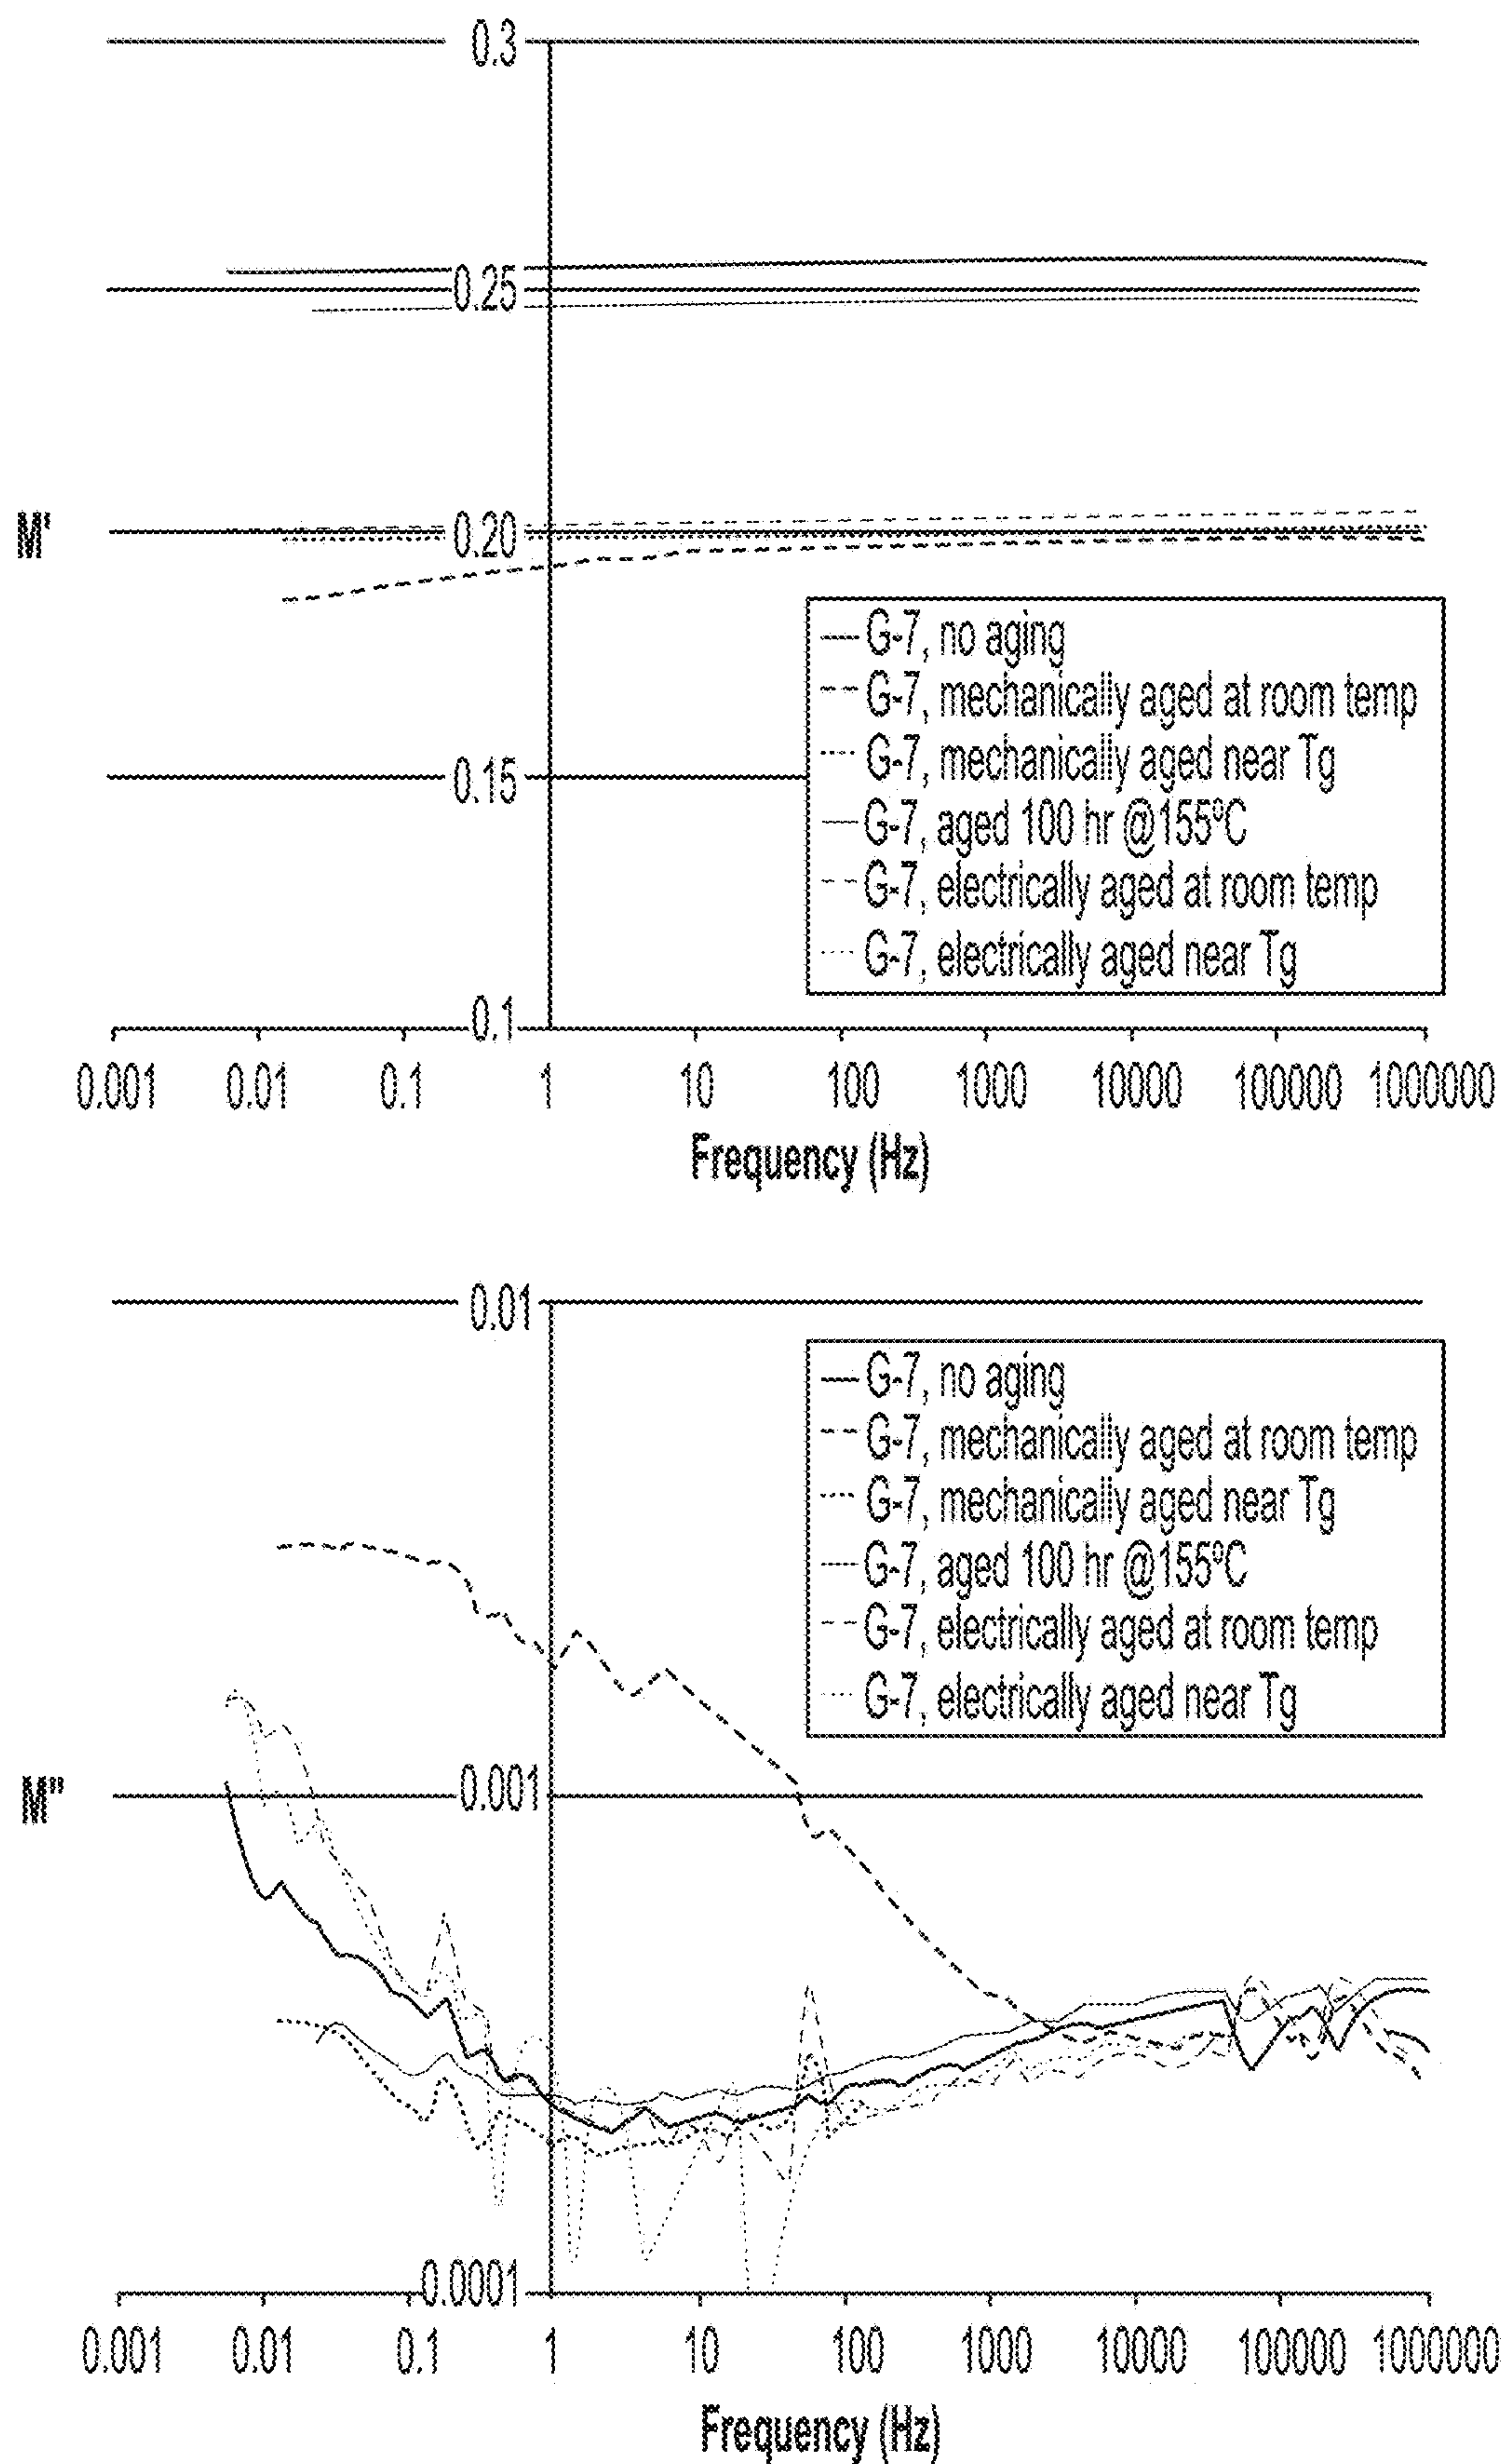 0.3
0.25
0.20
M'
0.15
0.1
G-7, no aging
G-7, mechanically aged at room temp
G-7, mechanically aged near Tg
G-7, aged 100 hr @155ºC
G-7, electrically aged at room temp
G-7, electrically aged near Tg
0.001 0.01 0.1 1 10 100 1000 10000 100000 1000000
Frequency (Hz)
0.01
G-7, no aging
G-7, mechanically aged at room temp
G-7, mechanically aged near Tg
G-7, aged 100 hr @155ºC
G-7, electrically aged at room temp
G-7, electrically aged near Tg
M"
0.001
0.0001
0.001 0.01 0.1 1 10 100 1000 10000 100000 1000000
Frequency (Hz)